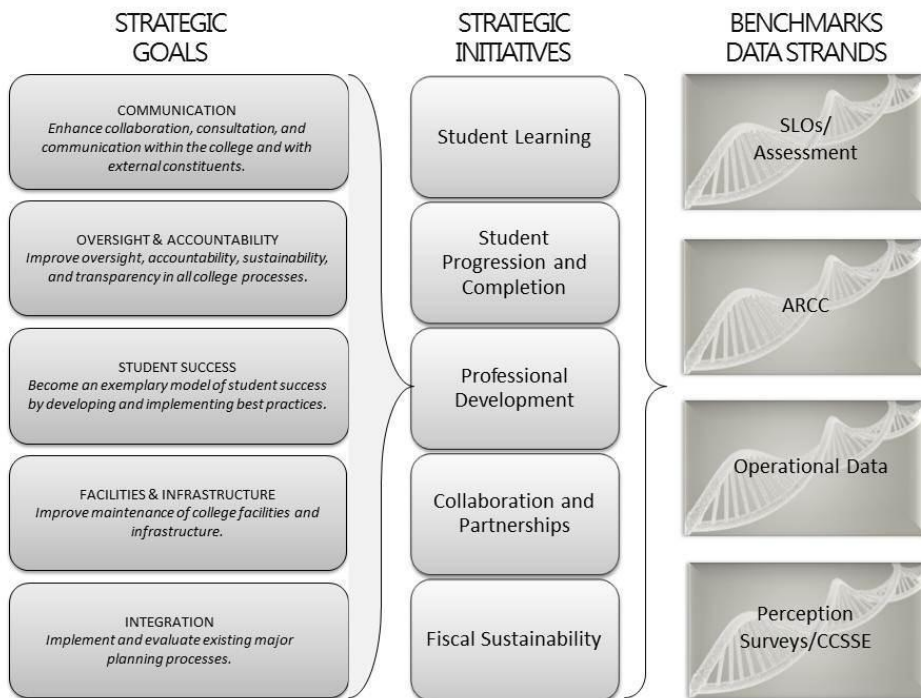 STRATEGIC
GOALS
STRATEGIC
INITIATIVES
BENCHMARKS
DATA STRANDS
COMMUNICATION
Enhance collaboration, consultation, and
communication within the college and with
external constituents.
OVERSIGHT & ACCOUNTABILITY
Improve oversight, accountability, sustainability,
and transparency in all college processes.
STUDENT SUCCESS
Become an exemplary model of student success
by developing and implementing best practices.
FACILITIES & INFRASTRUCTURE
Improve maintenance of college facilities and
infrastructure.
INTEGRATION
Implement and evaluate existing major
planning processes.
Student Learning
Student
Progression and
Completion
Professional
Development
Collaboration and
Partnerships
Fiscal Sustainability
SLOs/
Assessment
ARCC
Operational Data
Perception
Surveys/CCSSE